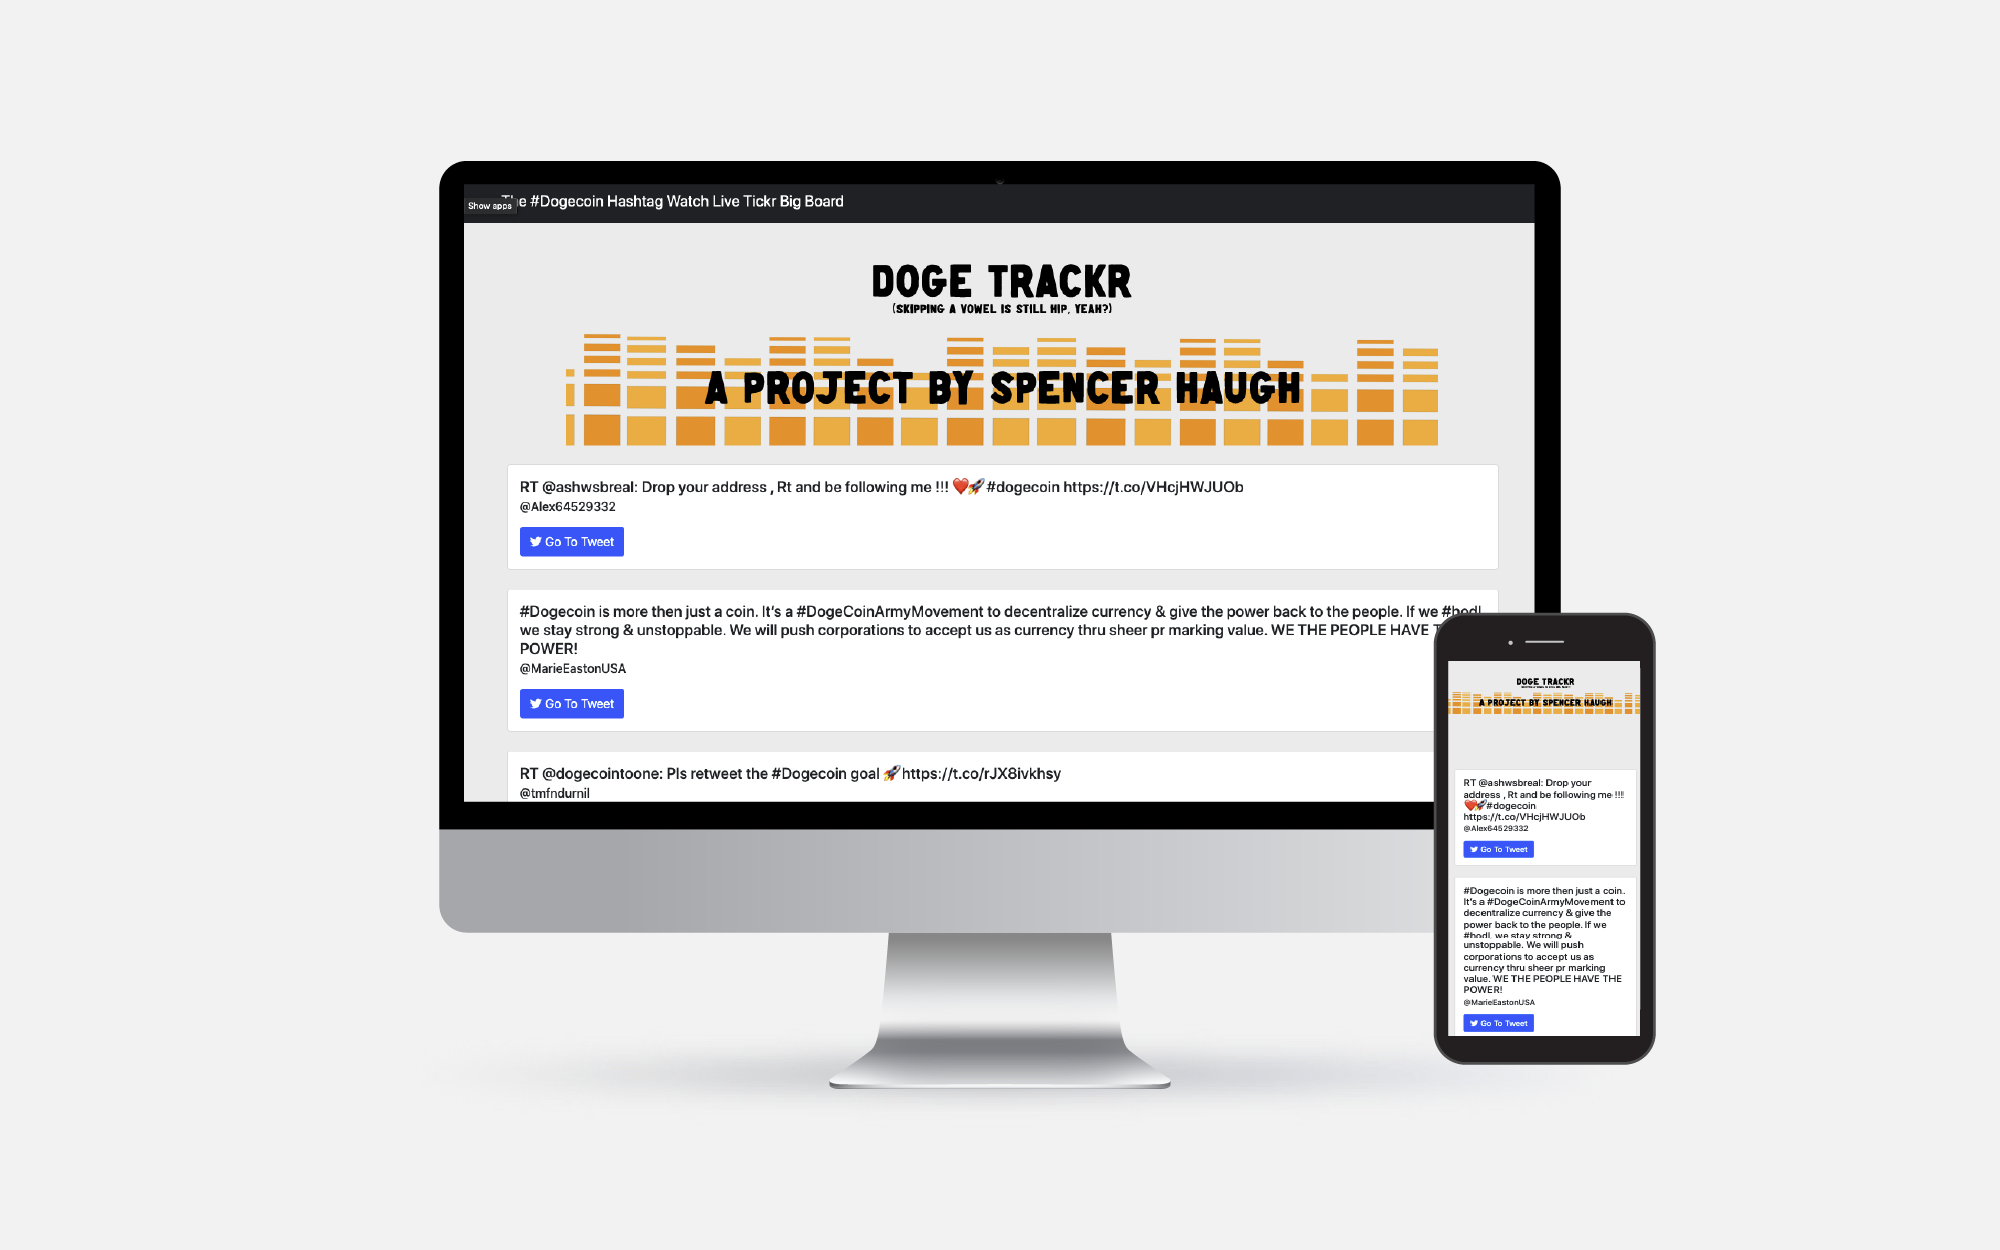 The #Dogecoin Hashtag Watch Live Tickr Big Board
Show apps
DOGE TRACKR
(SKIPPING A VOWEL IS STILL HIP, YEAH?)
A PROJECT BY SPENCER HAUGH
RT @ashwsbreal: Drop your address , Rt and be following me !!! ❤️🚀#dogecoin https://t.co/VHcjHWJUOb
@Alex64529332
Go To Tweet
#Dogecoin is more then just a coin. It's a #DogeCoinArmyMovement to decentralize currency & give the power back to the people. If we #hodl
we stay strong & unstoppable. We will push corporations to accept us as currency thru sheer pr marking value. WE THE PEOPLE HAVE
POWER!
@MarieEastonUSA
Go To Tweet
RT @dogecointoone: Pls retweet the #Dogecoin goal 🚀https://t.co/rJX8ivkhsy
@tmfndurnil
DOGE TRACKR
A PROJECT BY SPENCER HAUGH
RT @ashwsbreal: Drop your
address , Rt and be following me !!!
❤️🚀#dogecoin
https://t.co/VHcjHWJUOb
@Alex64529332
Go To Tweet
#Dogecoin is more then just a coin.
It's a #DogeCoinArmyMovement to
decentralize currency & give the
power back to the people. If we
#hodl, we stay strong &
unstoppable. We will push
corporations to accept us as
currency thru sheer pr marking
value. WE THE PEOPLE HAVE THE
POWER!
@MarieEastonUSA
Go To Tweet